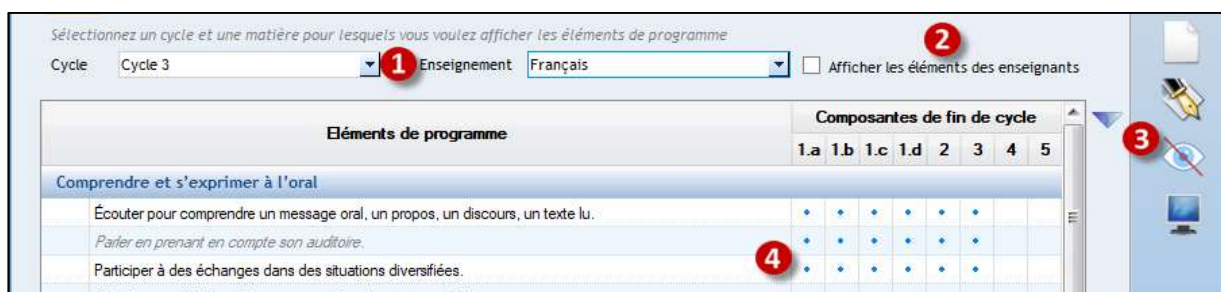 Sélectionnez un cycle et une matière pour lesquels vous voulez afficher les éléments de programme
2
Cycle Cycle 3 1 Enseignement Français Afficher les éléments des enseignants
Eléments de programme
Composantes de fin de cycle
1.a 1.b 1.c 1.d 2 3 4 5
3
Comprendre et s'exprimer à l'oral
Écouter pour comprendre un message oral, un propos, un discours, un texte lu.
Parler en prenant en compte son auditoire.
4
Participer à des échanges dans des situations diversifiées.